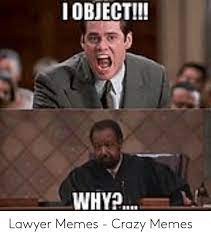 I OBJECT!!!
WHY?....
Lawyer Memes - Crazy Memes